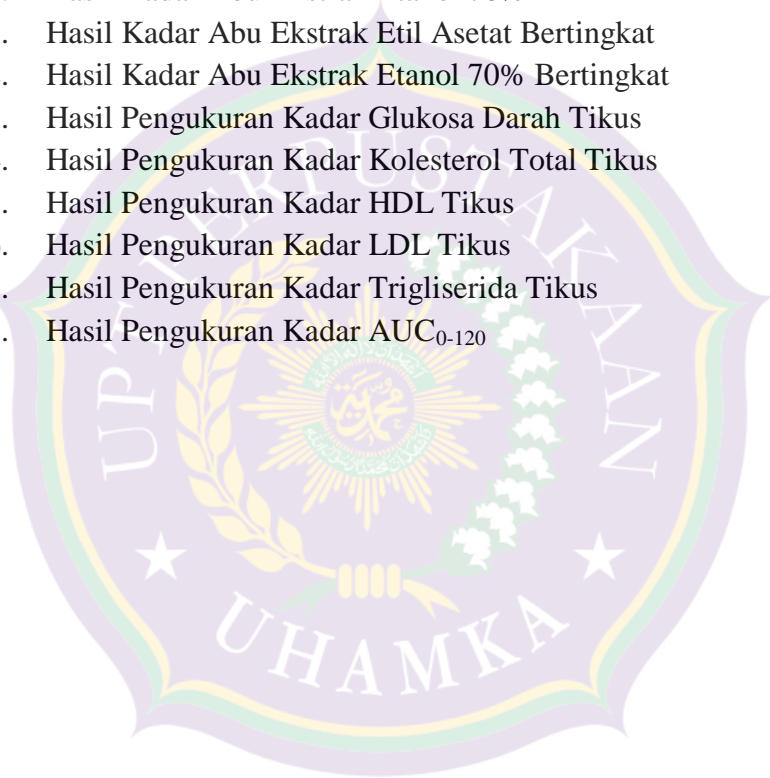 . Hasil Kadar Abu Ekstrak Etil Asetat Bertingkat
. Hasil Kadar Abu Ekstrak Etanol 70% Bertingkat
. Hasil Pengukuran Kadar Glukosa Darah Tikus
. Hasil Pengukuran Kadar Kolesterol Total Tikus
. Hasil Pengukuran Kadar HDL Tikus
. Hasil Pengukuran Kadar LDL Tikus
. Hasil Pengukuran Kadar Trigliserida Tikus
. Hasil Pengukuran Kadar AUC0-120
UPT PERPUSTAKAAN
UHAMKA